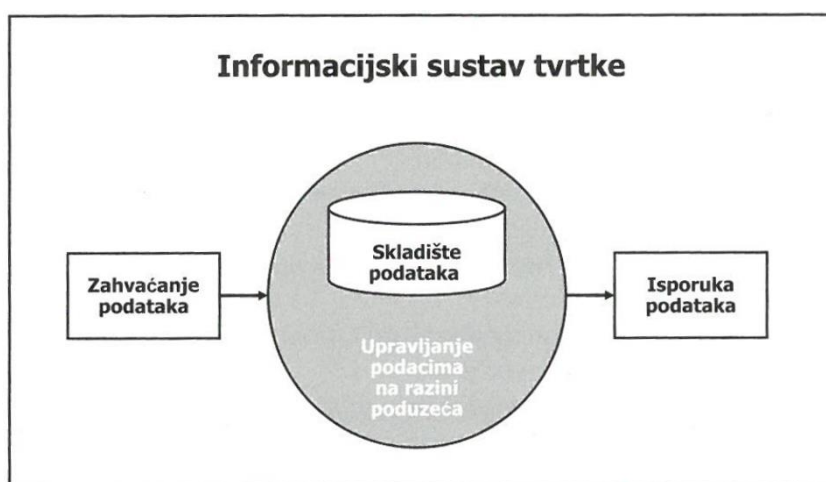 Informacijski sustav tvrtke
Zahvaćanje
podataka
Skladište
podataka
Upravljanje
podacima
na razini
poduzeća
Isporuka
podataka